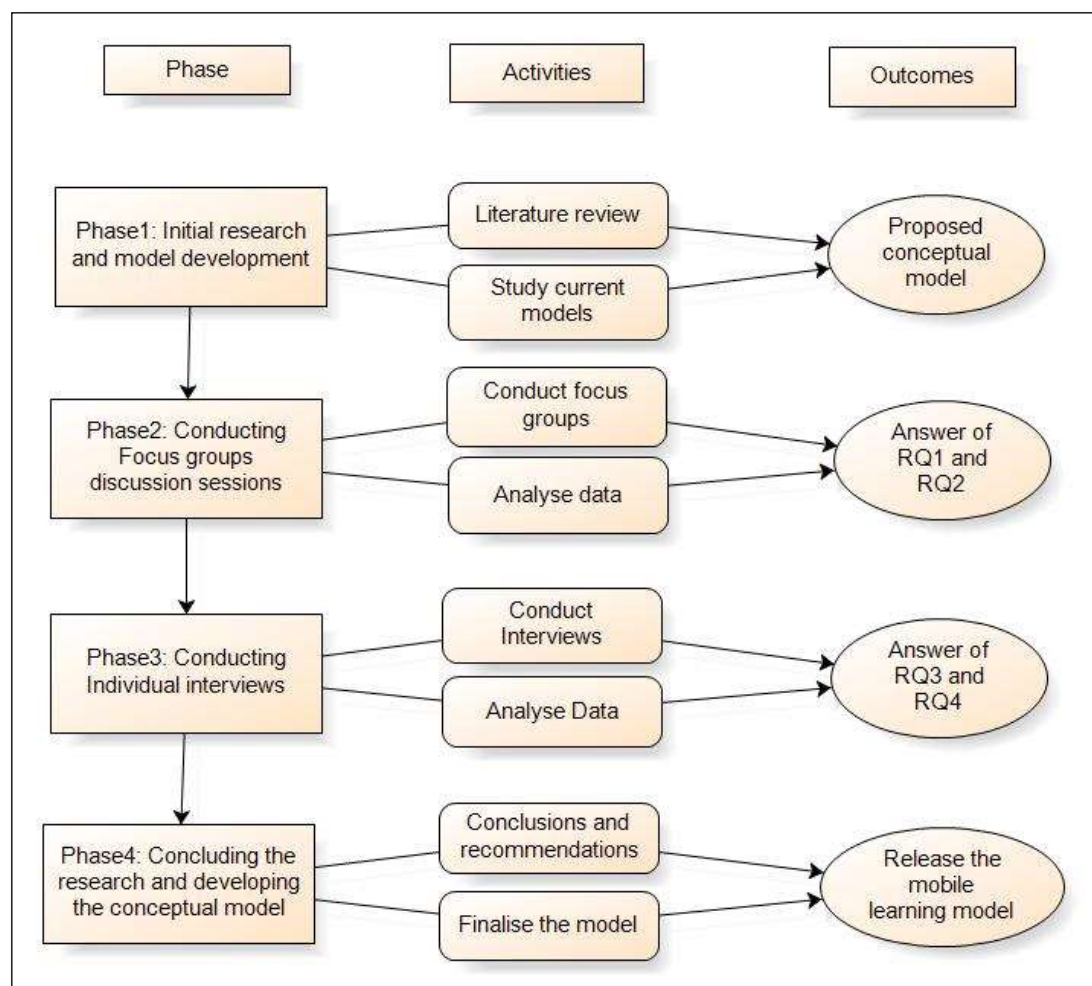 Phase
Activities
Outcomes
Phase1: Initial research
and model development
Literature review
Study current
models
Proposed
conceptual
model
Phase2: Conducting
Focus groups
discussion sessions
Conduct focus
groups
Analyse data
Answer of
RQ1 and
RQ2
Phase3: Conducting
Individual interviews
Conduct
Interviews
Analyse Data
Answer of
RQ3 and
RQ4
Phase4: Concluding the
research and developing
the conceptual model
Conclusions and
recommendations
Finalise the model
Release the
mobile
learning model